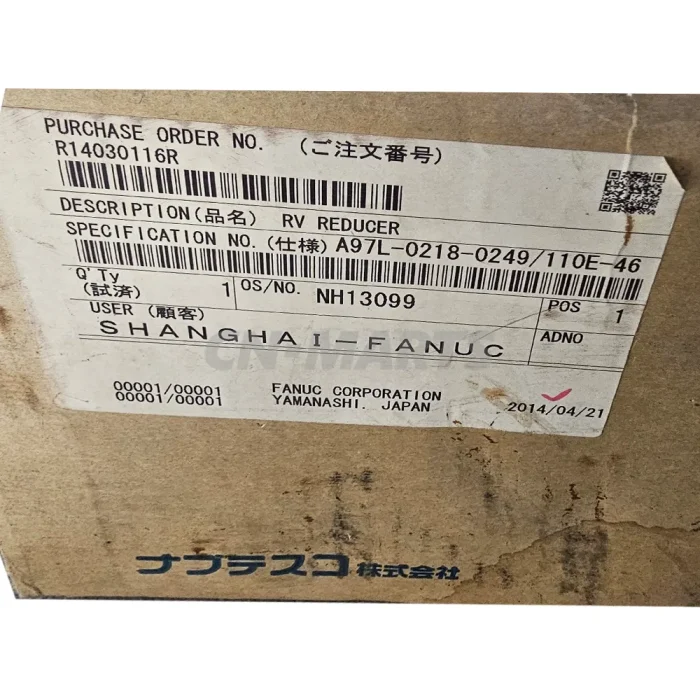 PURCHASE ORDER NO. (ご注文番号)
R14030116R
DESCRIPTION(品名) RV REDUCER
SPECIFICATION NO.(仕様) A97L-0218-0249/110E-46
Q'Ty (試済) 1 OS/NO. NH13099 POS 1
USER (顧客) ADNO
SHANGHAI-FANUC
CN-MARTS
00001/00001 FANUC CORPORATION
00001/00001 YAMANASHI. JAPAN 2014/04/21
ナブテスコ株式会社